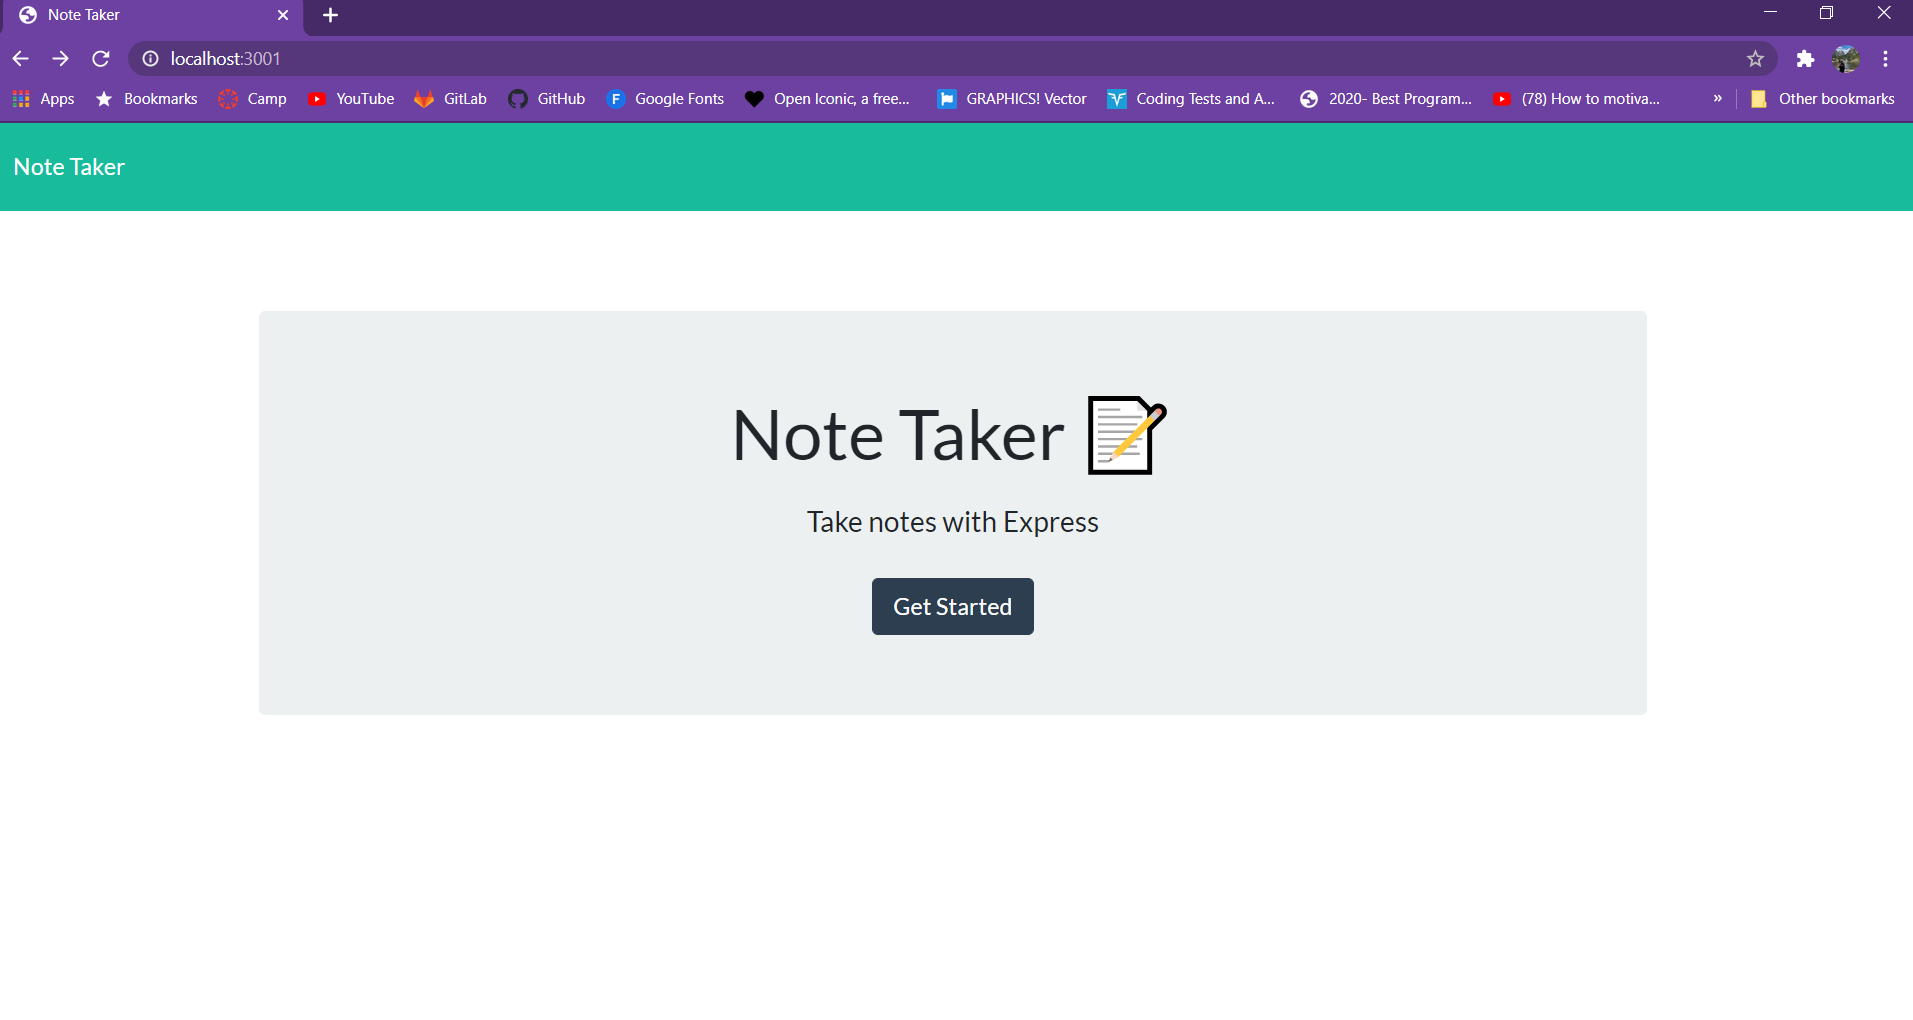 Note Taker
localhost:3001
Apps Bookmarks Camp YouTube GitLab GitHub Google Fonts Open Iconic, a free... GRAPHICS! Vector Coding Tests and A... 2020- Best Program... (78) How to motiva... » Other bookmarks
Note Taker
Note Taker
Take notes with Express
Get Started